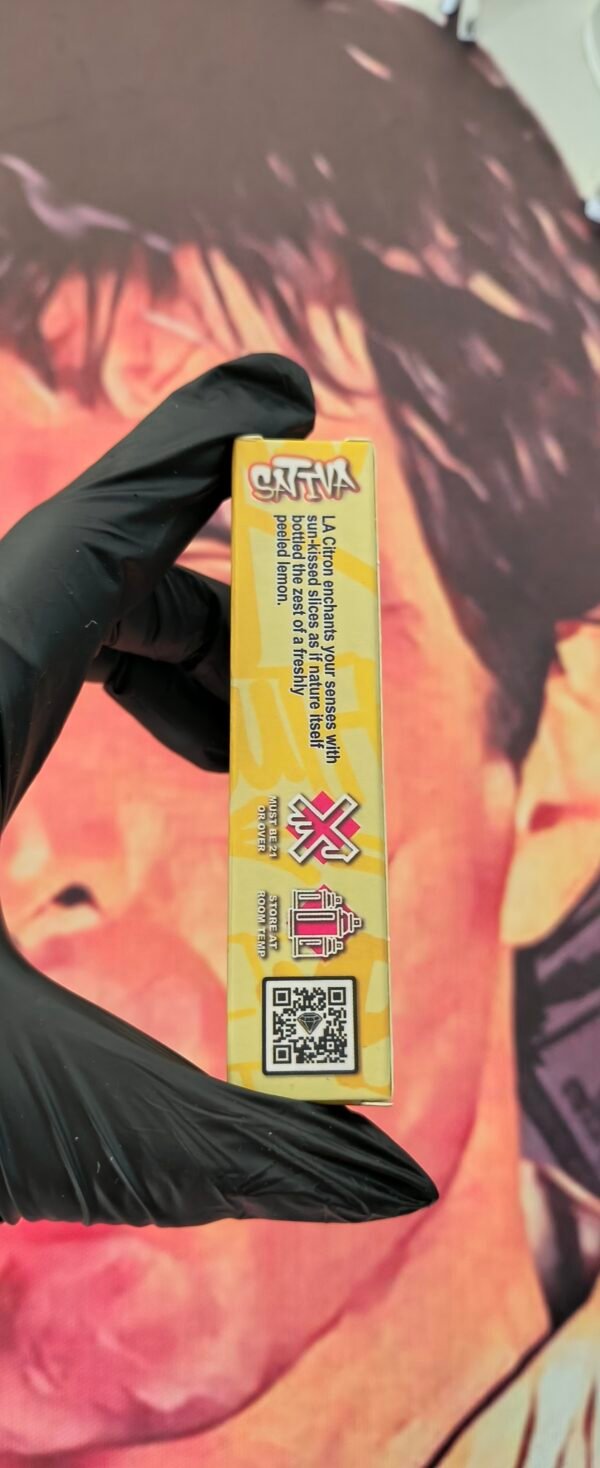 SATIVA
LA Citron enchants your senses with
sun-kissed slices as if nature itself
bottled the zest of a freshly
peeled lemon.
MUST BE 21
OR OVER
STORE AT
ROOM TEMP